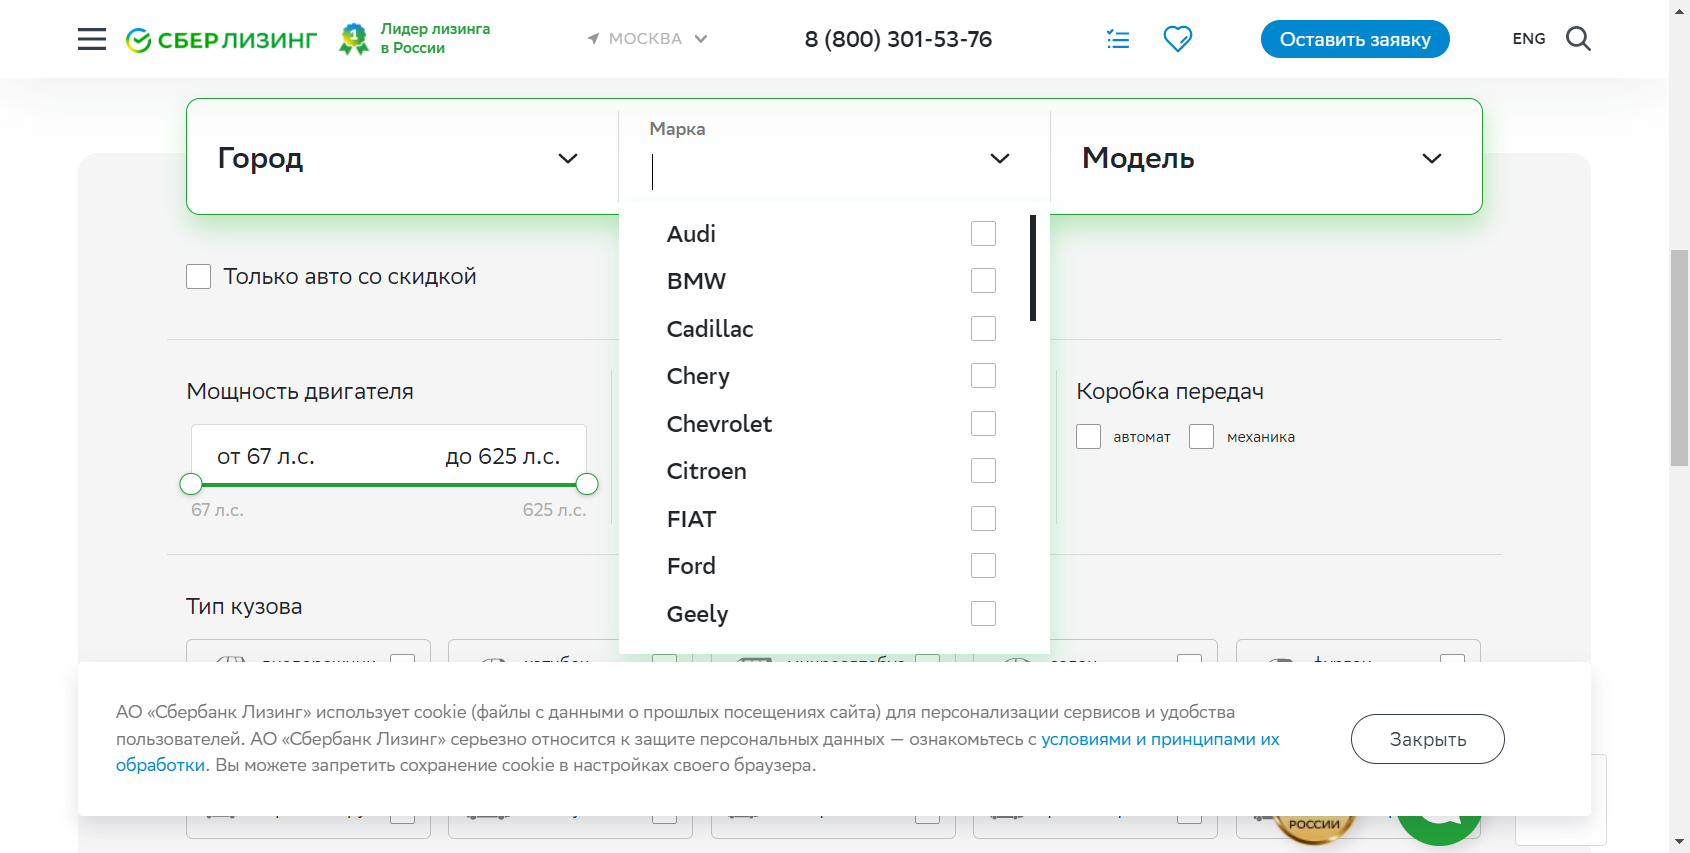 СБЕР ЛИЗИНГ
1
Лидер лизинга
в России
МОСКВА
8 (800) 301-53-76
Оставить заявку
ENG
Город
Марка
Модель
Audi
BMW
Cadillac
Chery
Chevrolet
Citroen
FIAT
Ford
Geely
Только авто со скидкой
Мощность двигателя
от 67 л.с.
до 625 л.с.
67 л.с.
625 л.с.
Коробка передач
автомат
механика
Тип кузова
АО «Сбербанк Лизинг» использует cookie (файлы с данными о прошлых посещениях сайта) для персонализации сервисов и удобства
пользователей. АО «Сбербанк Лизинг» серьезно относится к защите персональных данных — ознакомьтесь с условиями и принципами их
обработки. Вы можете запретить сохранение cookie в настройках своего браузера.
Закрыть
РОССИИ